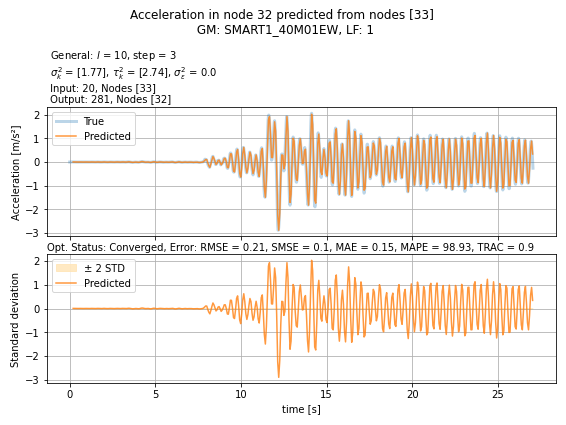 Acceleration in node 32 predicted from nodes [33]
GM: SMART1_40M01EW, LF: 1
General: l = 10, step = 3
σ²ₖ = [1.77], τ²ₖ = [2.74], σ²ε = 0.0
Input: 20, Nodes [33]
Output: 281, Nodes [32]
Acceleration [m/s²]
2
1
0
−1
−2
−3
True
Predicted
Opt. Status: Converged, Error: RMSE = 0.21, SMSE = 0.1, MAE = 0.15, MAPE = 98.93, TRAC = 0.9
Standard deviation
2
1
0
−1
−2
−3
± 2 STD
Predicted
0 5 10 15 20 25
time [s]